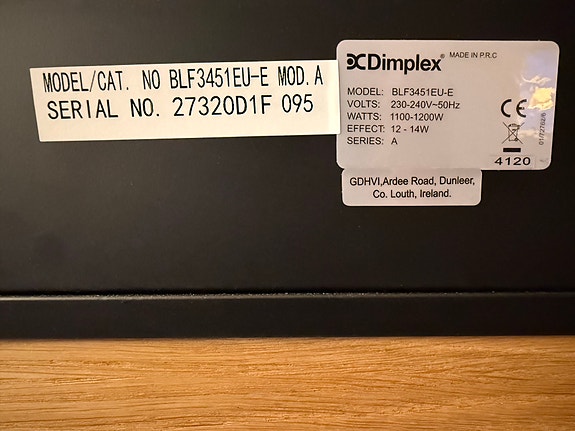 MODEL/CAT. NO BLF3451EU-E MOD. A
SERIAL NO. 27320D1F 095
Dimplex®
MADE IN P.R.C
MODEL: BLF3451EU-E
VOLTS: 230-240V~50Hz
WATTS: 1100-1200W
EFFECT: 12 - 14W
SERIES: A
CE
4120
GDHVI,Ardee Road, Dunleer,
Co. Louth, Ireland.